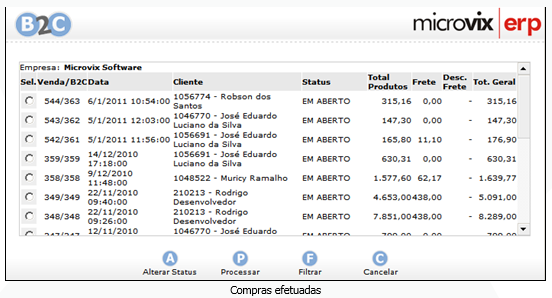 B2C
microvix erp
Empresa: Microvix Software
Sel. Venda/B2C Data Cliente Status Total Produtos Frete Desc. Frete Tot. Geral
544/363 6/1/2011 10:54:00 1056774 - Robson dos Santos EM ABERTO 315,16 0,00 - 315,16
543/362 5/1/2011 12:03:00 1046770 - José Eduardo Luciano da Silva EM ABERTO 147,30 0,00 - 147,30
542/361 5/1/2011 11:56:00 1056691 - José Eduardo Luciano da Silva EM ABERTO 165,80 11,10 - 176,90
359/359 14/12/2010 17:18:00 1056691 - José Eduardo Luciano da Silva EM ABERTO 630,31 0,00 - 630,31
358/358 9/12/2010 11:48:00 1048522 - Muricy Ramalho EM ABERTO 1.577,60 62,17 - 1.639,77
349/349 22/11/2010 09:40:00 210213 - Rodrigo Desenvolvedor EM ABERTO 4.653,00 438,00 - 5.091,00
348/348 22/11/2010 09:26:00 210213 - Rodrigo Desenvolvedor EM ABERTO 7.851,00 438,00 - 8.289,00
12/11/2010 1046770 - José Eduardo
A P F C
Alterar Status Processar Filtrar Cancelar
Compras efetuadas